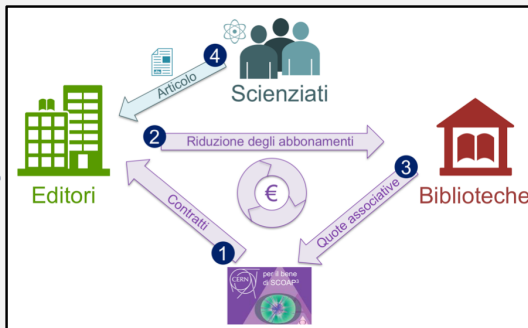 4
Articolo
Scienziati
2
Riduzione degli abbonamenti
€
3
Editori
Biblioteche
Contratti
Quote associative
1
CERN
per il bene
di SCOAP³